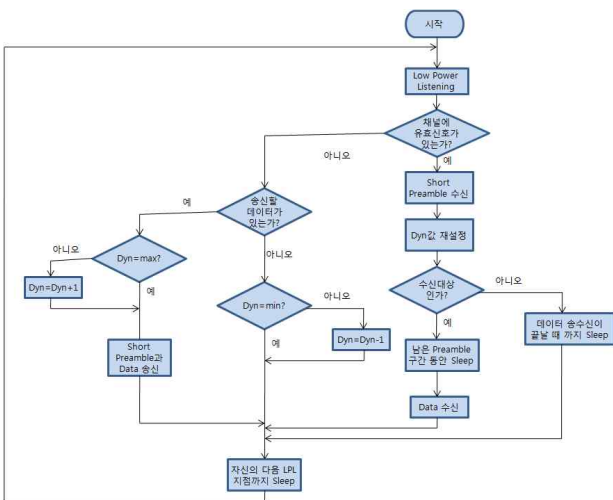 시작
Low Power
Listening
채널에
유효신호가
있는가?
아니오
예
송신할
데이터가
있는가?
예
아니오
Short
Preamble 수신
Dyn값 재설정
Dyn=max?
아니오
예
Dyn=Dyn+1
Short
Preamble과
Data 송신
Dyn=min?
아니오
예
Dyn=Dyn-1
수신대상
인가?
아니오
예
데이터 송수신이
끝날 때 까지 Sleep
남은 Preamble
구간 동안 Sleep
Data 수신
자신의 다음 LPL
지점까지 Sleep